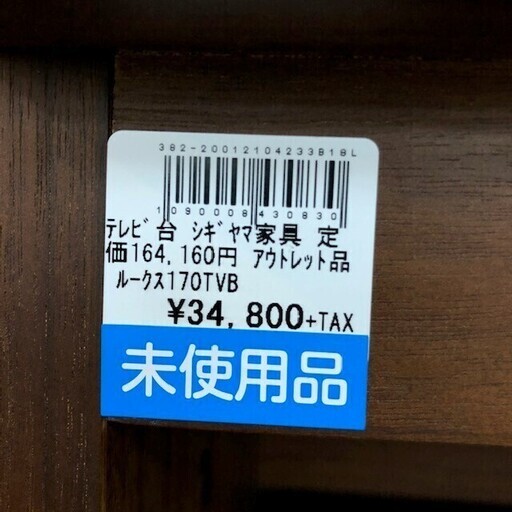 382-20012104233819L
1090008430830
テレビ台 シギヤマ家具 定
価164,160円 アウトレット品
ルークス170TVB
¥34,800+TAX
未使用品